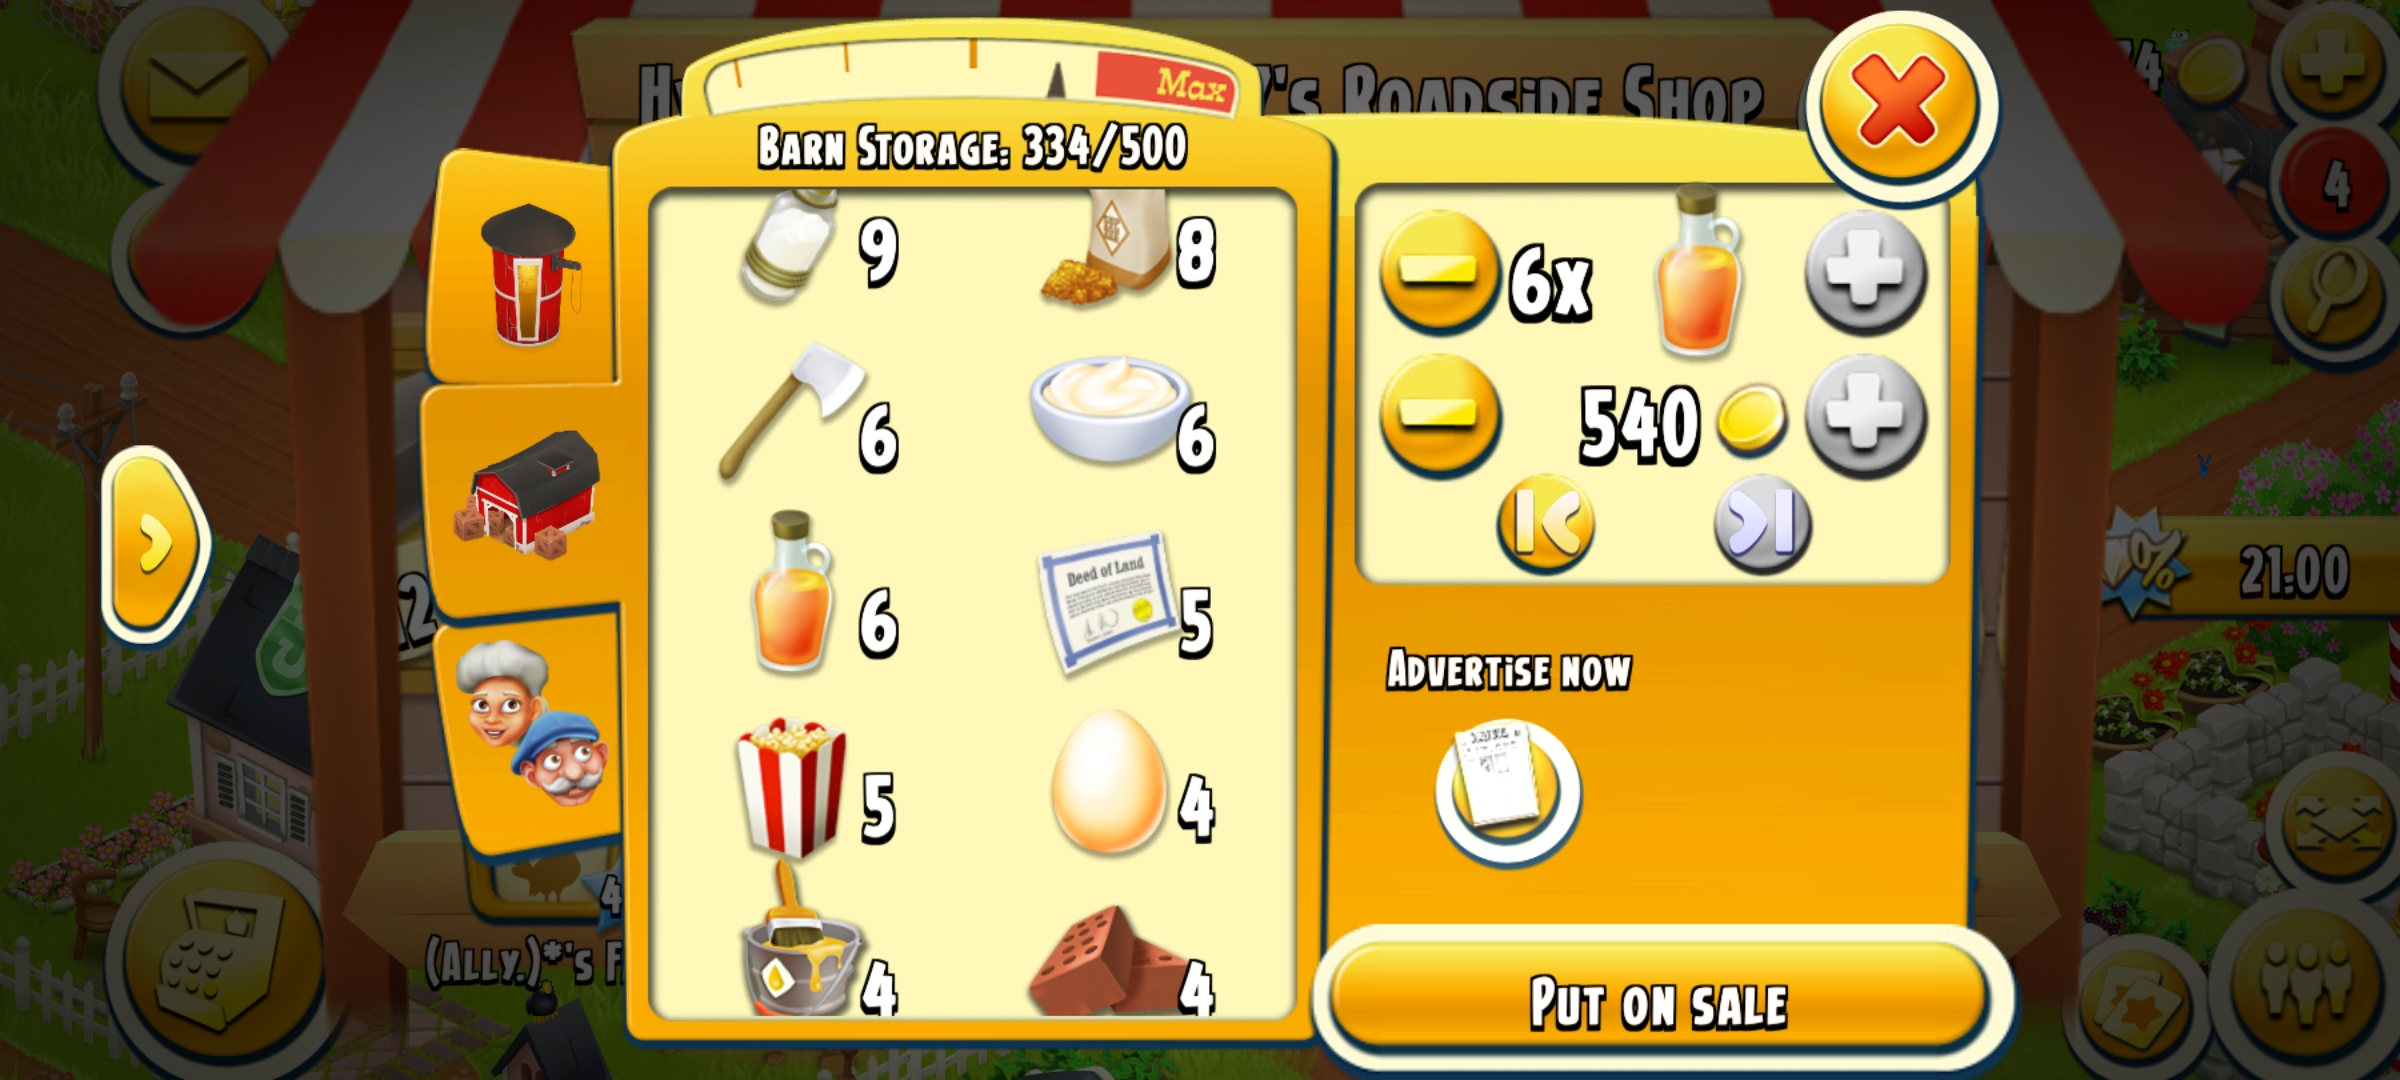 's Roadside Shop
Max
Barn Storage: 334/500
9
8
6
6
6
Deed of Land
5
5
4
4
4
6x
540
Advertise now
Put on sale
4
21:00
(Ally.)*'s F